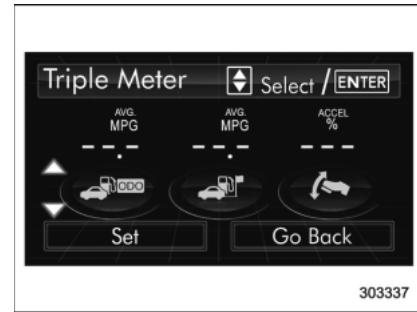 Triple Meter Select / ENTER
AVG. MPG AVG. MPG ACCEL %
--.- --.- ---
ODO
Set Go Back
303337